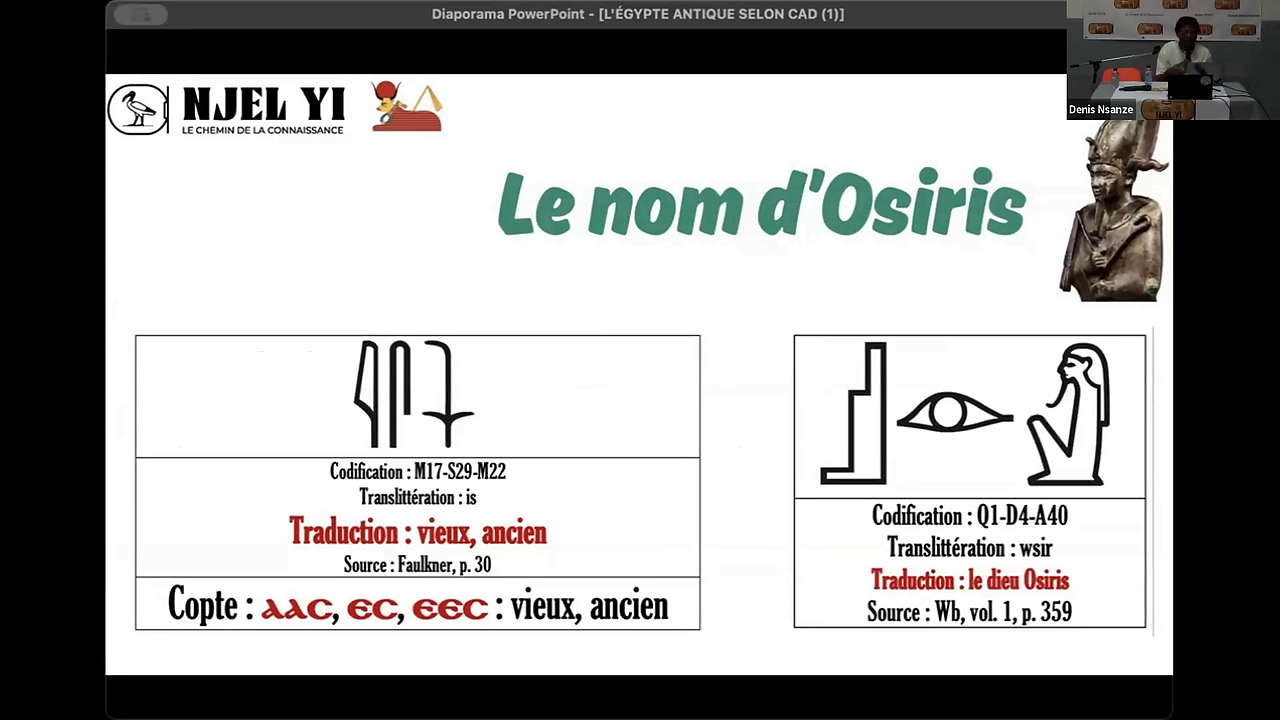 Diaporama PowerPoint - [L'ÉGYPTE ANTIQUE SELON CAD (1)]
NJEL YI
LE CHEMIN DE LA CONNAISSANCE
Denis Nsanze
NJEL YI
Le nom d'Osiris
Codification : M17-S29-M22
Translittération : is
Traduction : vieux, ancien
Source : Faulkner, p. 30
Copte : ⲁⲁⲥ, ⲉⲥ, ⲉⲉⲥ : vieux, ancien
Codification : Q1-D4-A40
Translittération : wsir
Traduction : le dieu Osiris
Source : Wb, vol. 1, p. 359